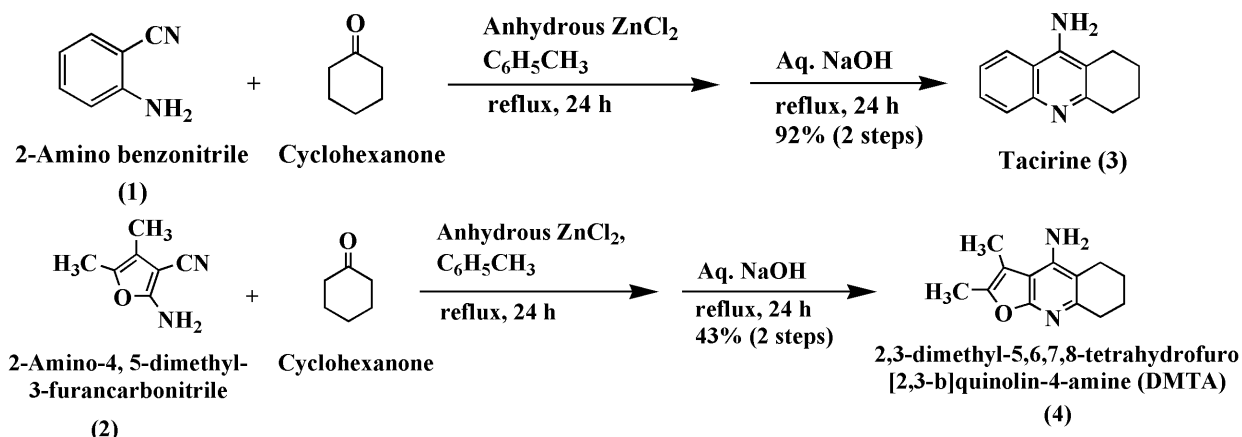 CN
NH2
2-Amino benzonitrile
(1)
+
O
Cyclohexanone
Anhydrous ZnCl2
C6H5CH3
reflux, 24 h
Aq. NaOH
reflux, 24 h
92% (2 steps)
NH2
N
Tacirine (3)
CH3
H3C
CN
O
NH2
2-Amino-4, 5-dimethyl-
3-furancarbonitrile
(2)
+
O
Cyclohexanone
Anhydrous ZnCl2,
C6H5CH3
reflux, 24 h
Aq. NaOH
reflux, 24 h
43% (2 steps)
H3C
NH2
H3C
O
N
2,3-dimethyl-5,6,7,8-tetrahydrofuro
[2,3-b]quinolin-4-amine (DMTA)
(4)